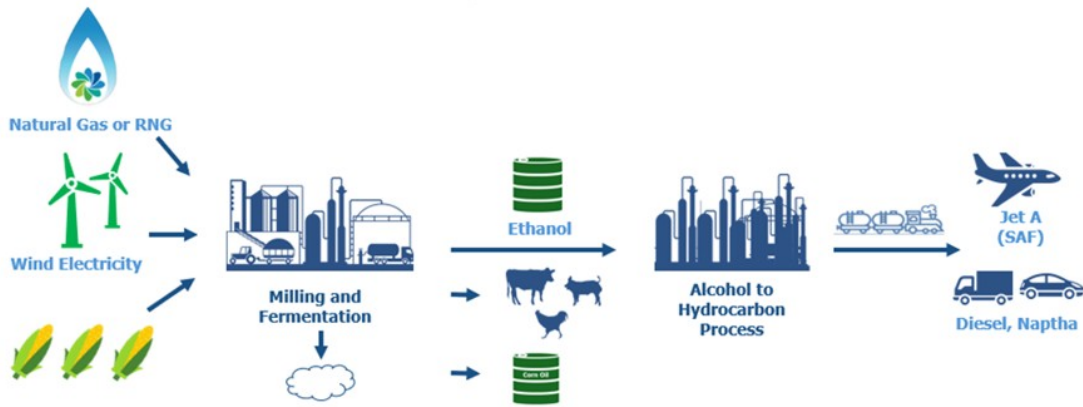 Natural Gas or RNG
Wind Electricity
Milling and
Fermentation
Ethanol
Corn Oil
Alcohol to
Hydrocarbon
Process
Jet A
(SAF)
Diesel, Naptha